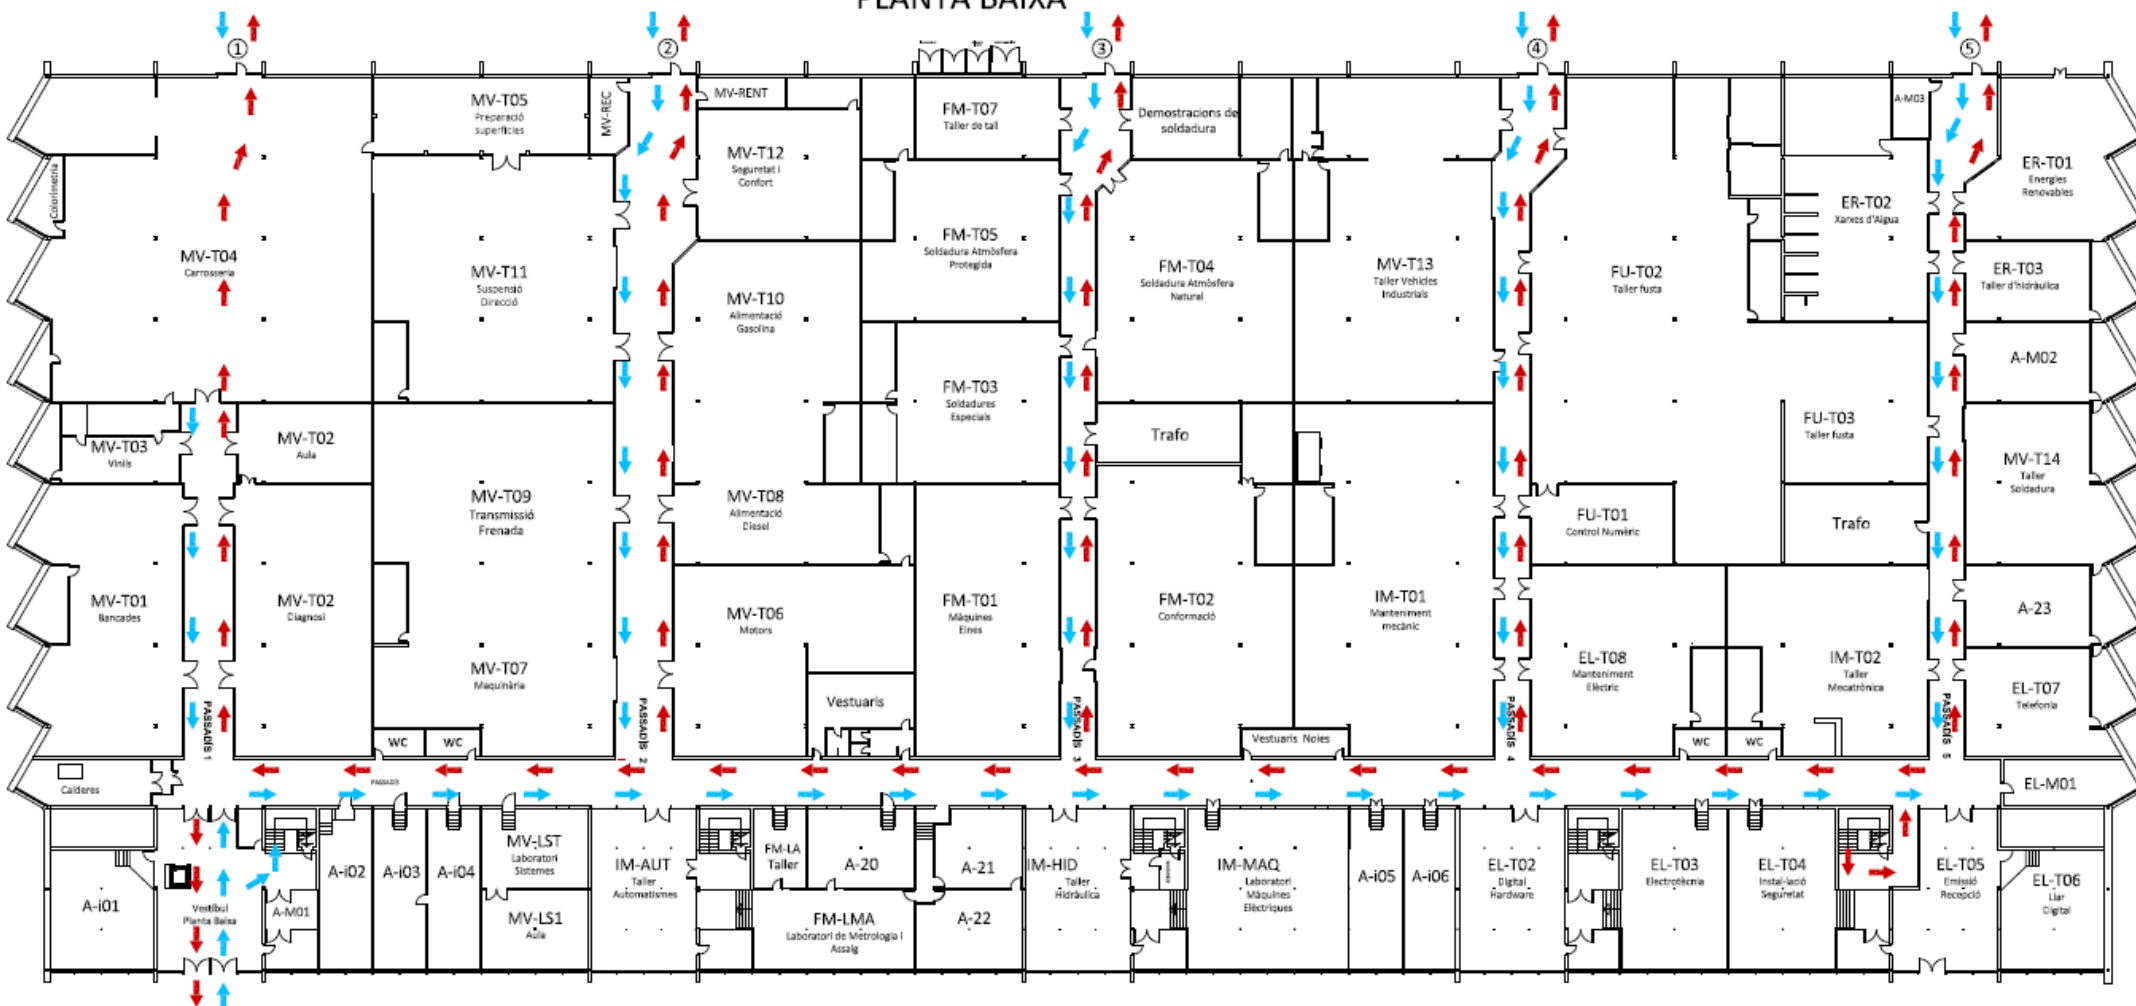 PLANTA BAIXA
1
2
3
4
5
MV-T05
Preparació
superfícies
MV-REC
MV-RENT
FM-T07
Taller de tall
Demostracions de
soldadura
A-M03
Colorimetria
MV-T12
Seguretat i
Confort
ER-T01
Energies
Renovables
ER-T02
Xarxes d'Aigua
MV-T04
Carrosseria
MV-T11
Suspensió
Direcció
FM-T05
Soldadura Atmòsfera
Protegida
FM-T04
Soldadura Atmòsfera
Natural
MV-T13
Taller Vehicles
Industrials
FU-T02
Taller fusta
ER-T03
Taller d'hidràulica
MV-T10
Alimentació
Gasolina
A-M02
FM-T03
Soldadures
Especials
MV-T03
Vinils
MV-T02
Aula
Trafo
FU-T03
Taller fusta
MV-T14
Taller
Soldadura
MV-T09
Transmissió
Frenada
MV-T08
Alimentació
Diesel
FU-T01
Control Numèric
Trafo
MV-T01
Bancades
MV-T02
Diagnosi
MV-T06
Motors
FM-T01
Màquines
Eines
FM-T02
Conformació
IM-T01
Manteniment
mecànic
A-23
MV-T07
Maquinària
EL-T08
Manteniment
Elèctric
IM-T02
Taller
Mecatrònica
EL-T07
Telefonia
Vestuaris
PASSADÍS 1
PASSADÍS 2
PASSADÍS 3
PASSADÍS 4
PASSADÍS 5
WC
WC
Vestuaris Noies
WC
WC
Calderes
PASSADÍS
EL-M01
A-i01
Vestíbul
Planta Baixa
A-M01
A-i02
A-i03
A-i04
MV-LST
Laboratori
Sistemes
MV-LS1
Aula
IM-AUT
Taller
Automatismes
FM-LA
Taller
A-20
A-21
FM-LMA
Laboratori de Metrologia i
Assaig
A-22
IM-HID
Taller
Hidràulica
IM-MAQ
Laboratori
Màquines
Elèctriques
A-i05
A-i06
EL-T02
Digital
Hardware
EL-T03
Electrotècnia
EL-T04
Instal·lació
Seguretat
EL-T05
Emissió
Recepció
EL-T06
Llar
Digital